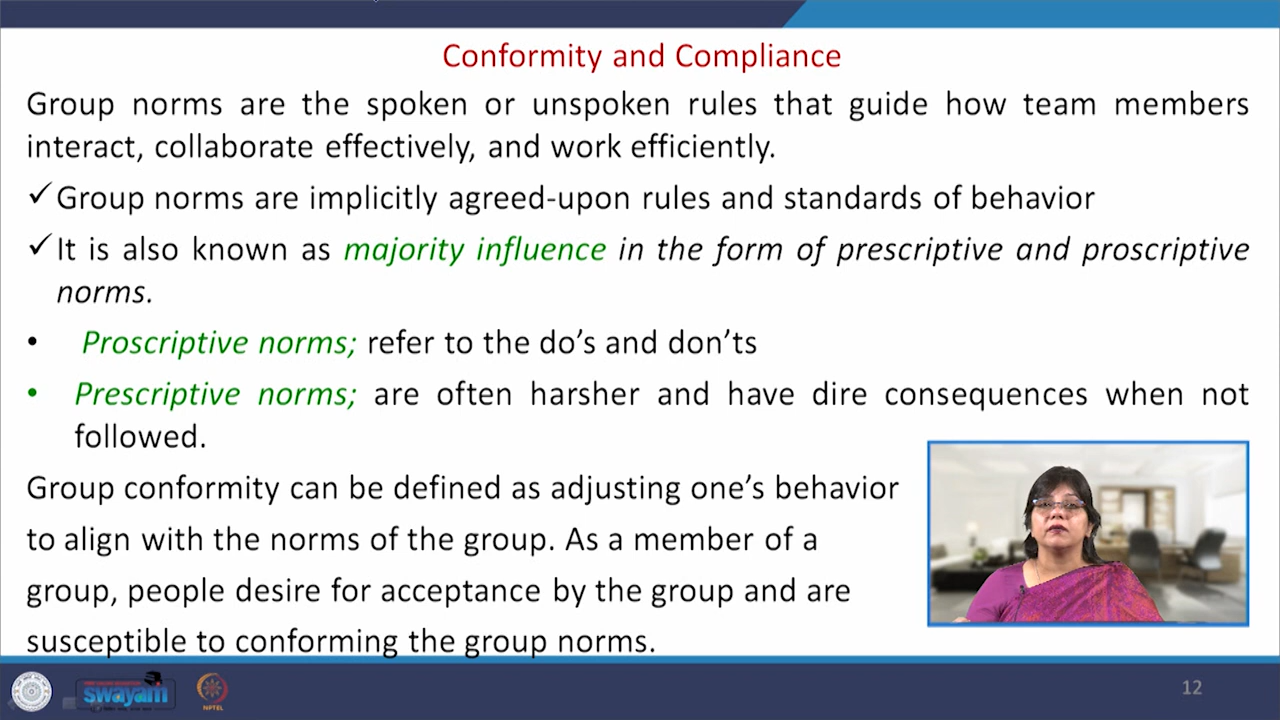 Conformity and Compliance
Group norms are the spoken or unspoken rules that guide how team members
interact, collaborate effectively, and work efficiently.
✓Group norms are implicitly agreed-upon rules and standards of behavior
✓It is also known as majority influence in the form of prescriptive and proscriptive
norms.
• Proscriptive norms; refer to the do’s and don’ts
• Prescriptive norms; are often harsher and have dire consequences when not
followed.
Group conformity can be defined as adjusting one’s behavior
to align with the norms of the group. As a member of a
group, people desire for acceptance by the group and are
susceptible to conforming the group norms.
swayam
NPTEL
12